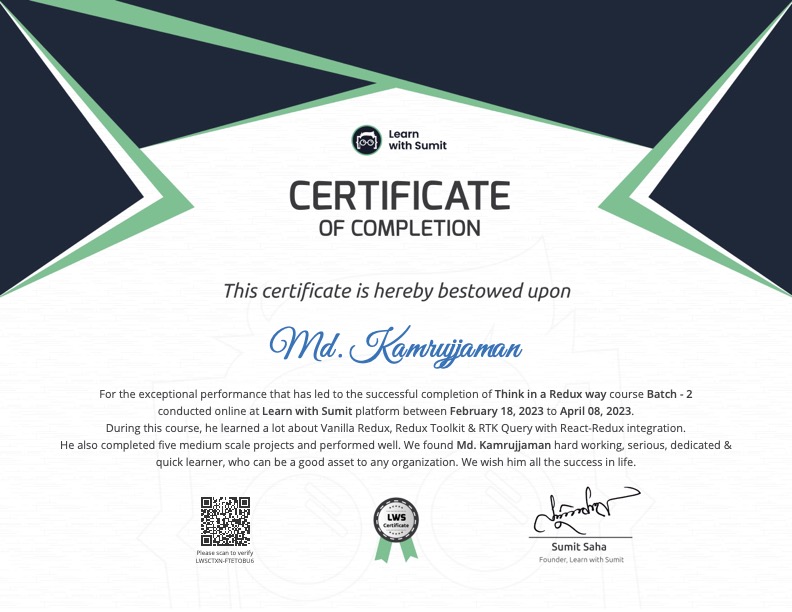 Learn
with Sumit
CERTIFICATE
OF COMPLETION
This certificate is hereby bestowed upon
Md. Kamrujjaman
For the exceptional performance that has led to the successful completion of Think in a Redux way course Batch - 2
conducted online at Learn with Sumit platform between February 18, 2023 to April 08, 2023.
During this course, he learned a lot about Vanilla Redux, Redux Toolkit & RTK Query with React-Redux integration.
He also completed five medium scale projects and performed well. We found Md. Kamrujjaman hard working, serious, dedicated &
quick learner, who can be a good asset to any organization. We wish him all the success in life.
Please scan to verify
LWSCTXN-FTETOBU6
LWS
Certificate
Sumit Saha
Founder, Learn with Sumit